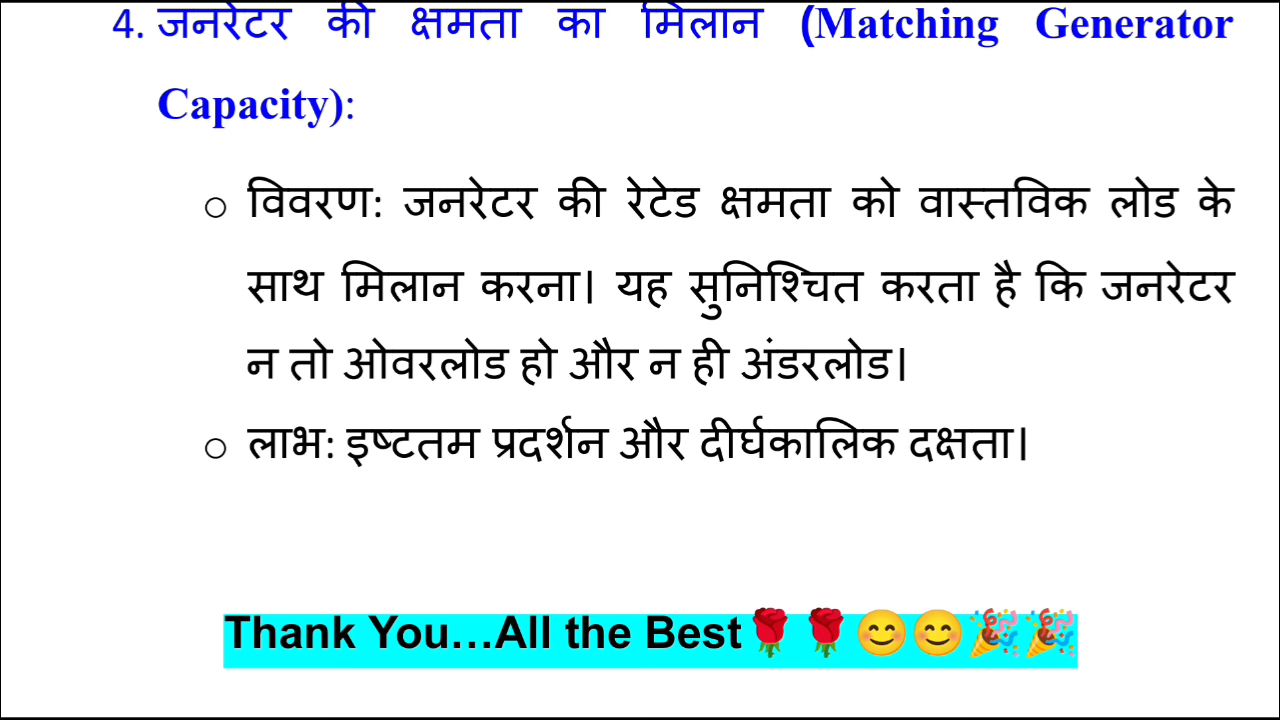 4. जनरेटर की क्षमता का मिलान (Matching Generator
Capacity):
○ विवरण: जनरेटर की रेटेड क्षमता को वास्तविक लोड के
साथ मिलान करना। यह सुनिश्चित करता है कि जनरेटर
न तो ओवरलोड हो और न ही अंडरलोड।
○ लाभ: इष्टतम प्रदर्शन और दीर्घकालिक दक्षता।
Thank You...All the Best🌹🌹😊😊🎉🎉